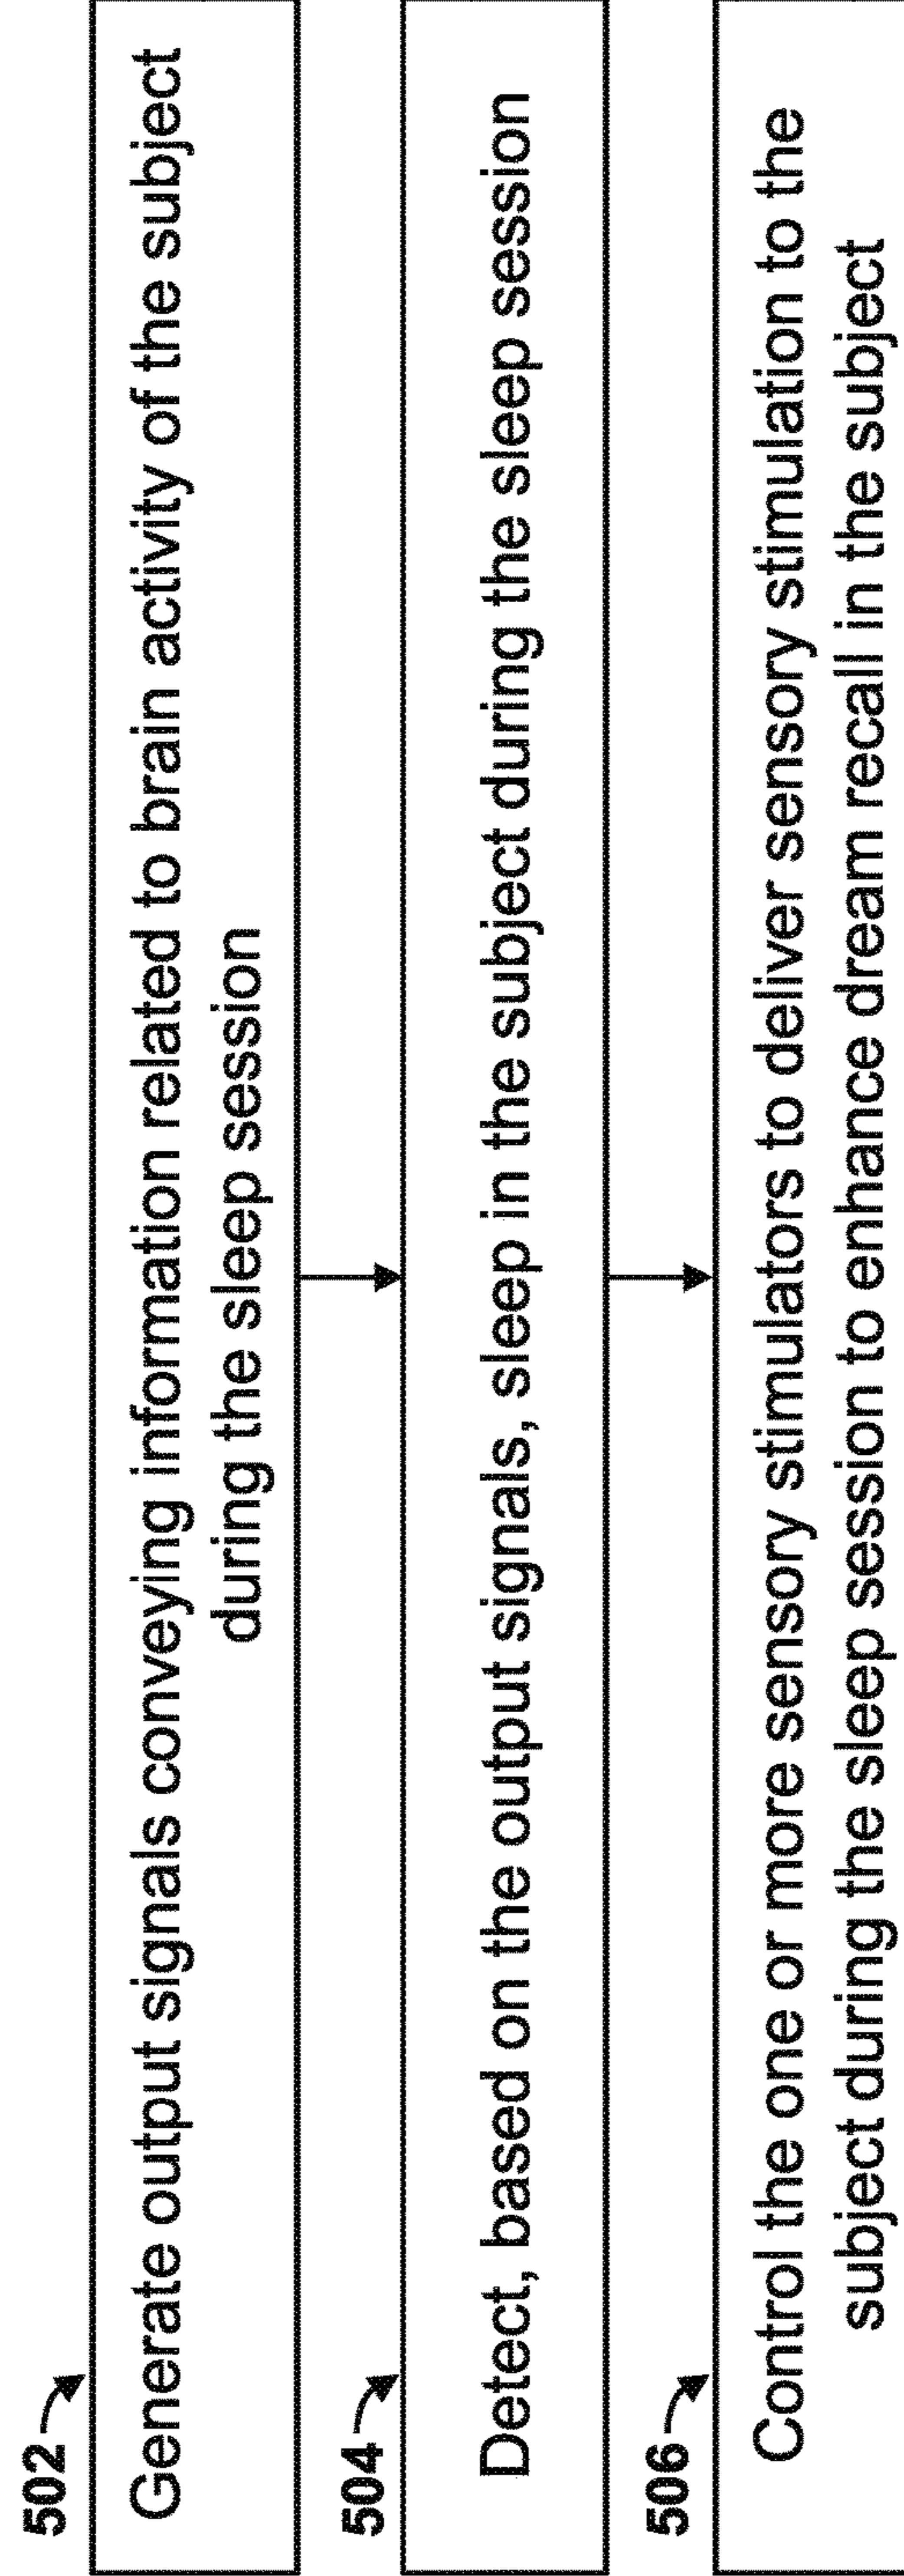 502
Generate output signals conveying information related to brain activity of the subject
during the sleep session
504
Detect, based on the output signals, sleep in the subject during the sleep session
506
Control the one or more sensory stimulators to deliver sensory stimulation to the
subject during the sleep session to enhance dream recall in the subject